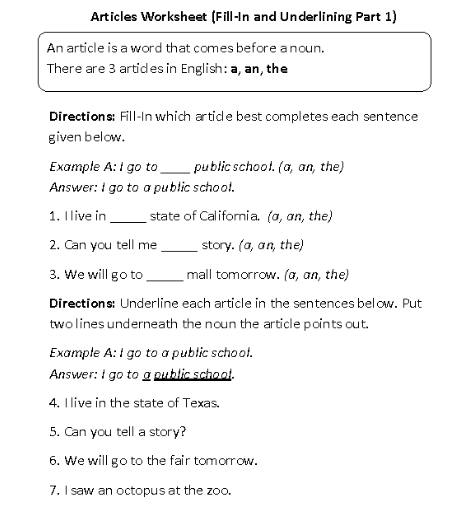 Articles Worksheet (Fill-In and Underlining Part 1)
An article is a word that comes before a noun.
There are 3 articles in English: a, an, the
Directions: Fill-In which article best completes each sentence
given below.
Example A: I go to ____ public school. (a, an, the)
Answer: I go to a public school.
1. I live in _____ state of California. (a, an, the)
2. Can you tell me _____ story. (a, an, the)
3. We will go to _____ mall tomorrow. (a, an, the)
Directions: Underline each article in the sentences below. Put
two lines underneath the noun the article points out.
Example A: I go to a public school.
Answer: I go to a public school.
4. I live in the state of Texas.
5. Can you tell a story?
6. We will go to the fair tomorrow.
7. I saw an octopus at the zoo.